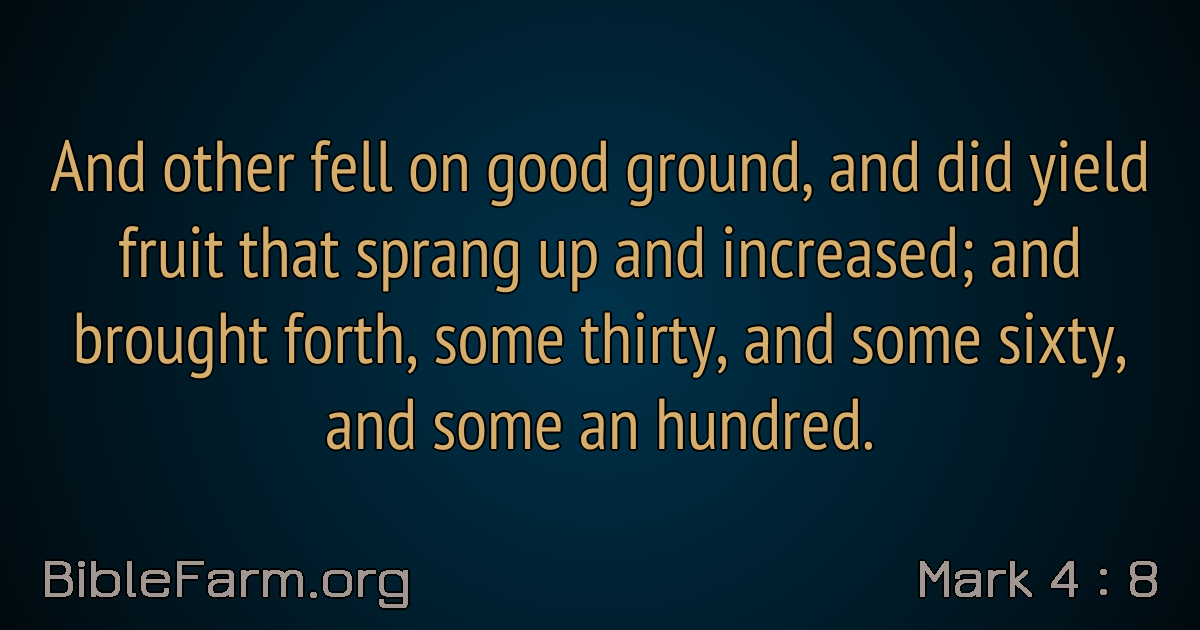 And other fell on good ground, and did yield
fruit that sprang up and increased; and
brought forth, some thirty, and some sixty,
and some an hundred.
BibleFarm.org
Mark 4 : 8